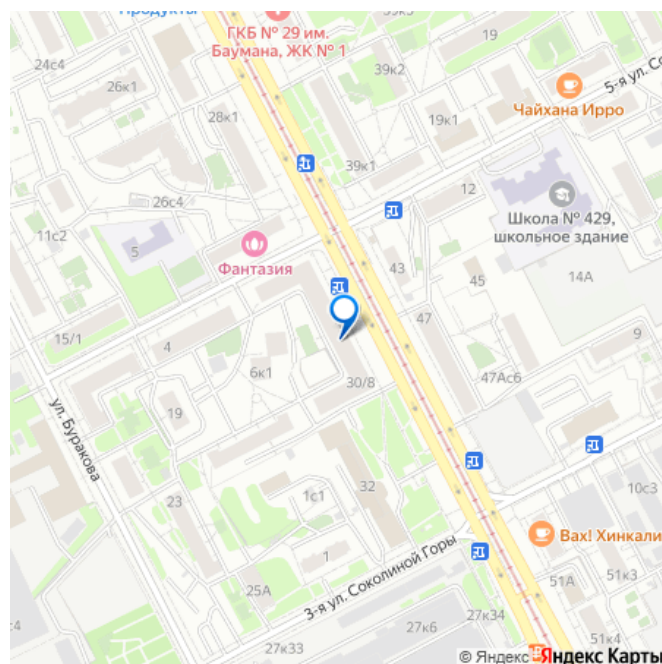 Продукты
ГКБ № 29 им.
Баумана, ЖК № 1
39к3
19
24с4
26к1
39к2
5-я ул. Со
Чайхана Ирро
28к1
19к1
39к1
26с4
12
Школа № 429,
школьное здание
11с2
5
Фантазия
43
45
14А
47
15/1
4
9
6к1
30/8
47Ас6
ул. Буракова
19
23
1с1
32
10с3
Вах! Хинкали
1
25А
3-я ул. Соколиной Горы
51А
51к3
27к34
с4
27к33
27к6
51к4
© Яндекс
Яндекс Карты